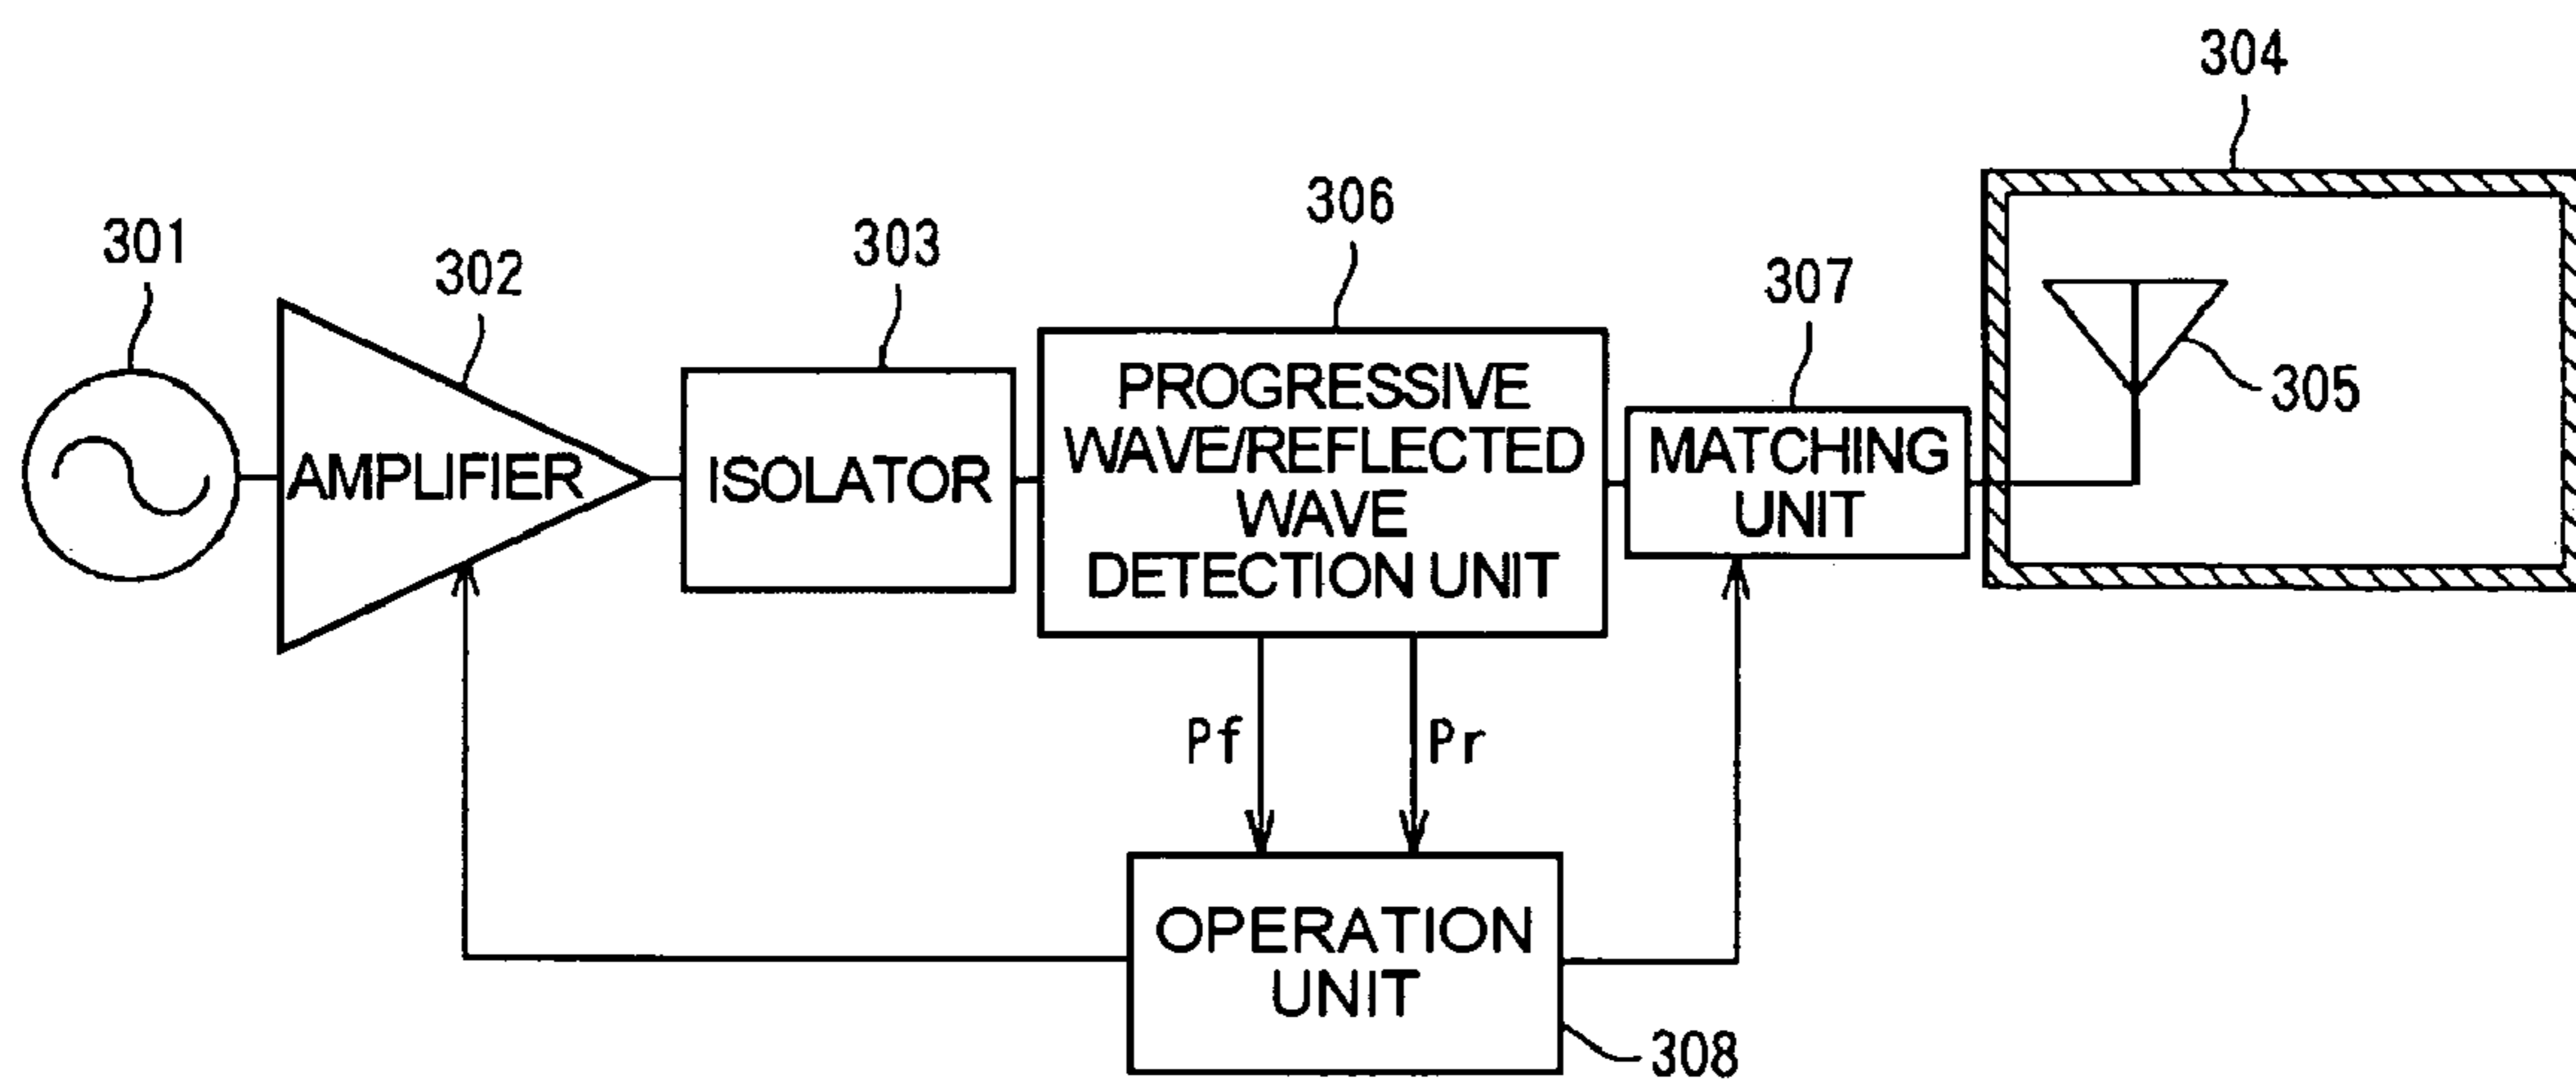 304
306
301
303
302
307
PROGRESSIVE
WAVE/REFLECTED
WAVE
DETECTION UNIT
305
AMPLIFIER
ISOLATOR
MATCHING
UNIT
Pf
Pr
OPERATION
UNIT
308